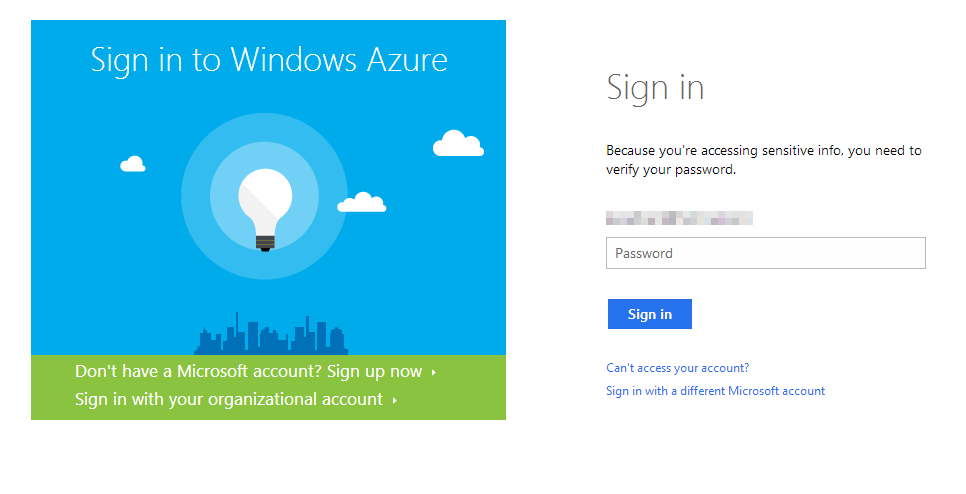 Sign in to Windows Azure
Don't have a Microsoft account? Sign up now
Sign in with your organizational account
Sign in
Because you're accessing sensitive info, you need to
verify your password.
Password
Sign in
Can't access your account?
Sign in with a different Microsoft account